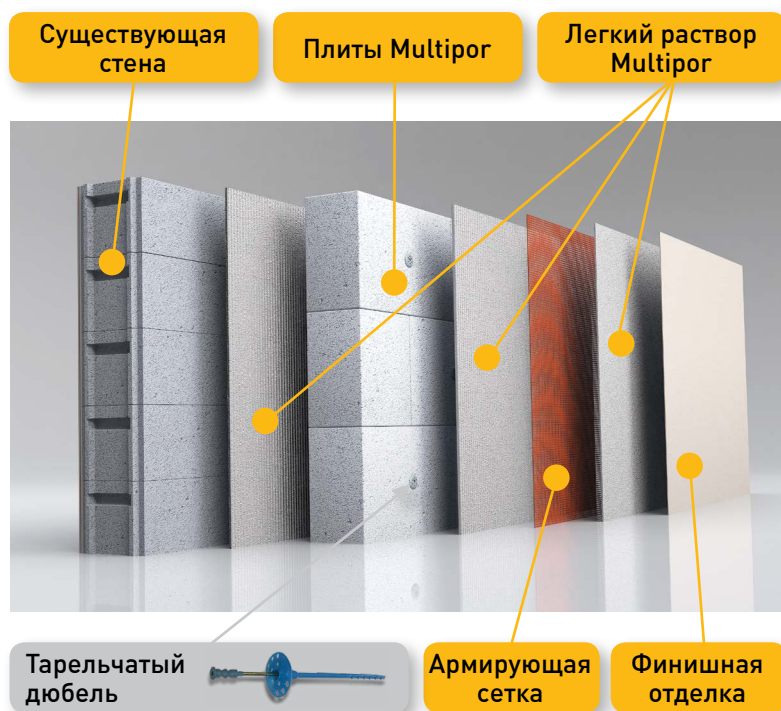 Существующая
стена
Плиты Multipor
Легкий раствор
Multipor
Тарельчатый
дюбель
Армирующая
сетка
Финишная
отделка